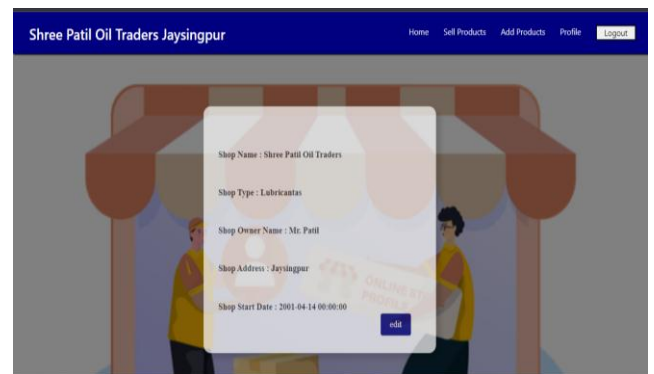 Shree Patil Oil Traders Jaysingpur
Home Sell Products Add Products Profile Logout
Shop Name : Shree Patil Oil Traders
Shop Type : Lubricantas
Shop Owner Name : Mr. Patil
Shop Address : Jaysingpur
Shop Start Date : 2001-04-14 00:00:00
edit
ONLINE
PROFILE